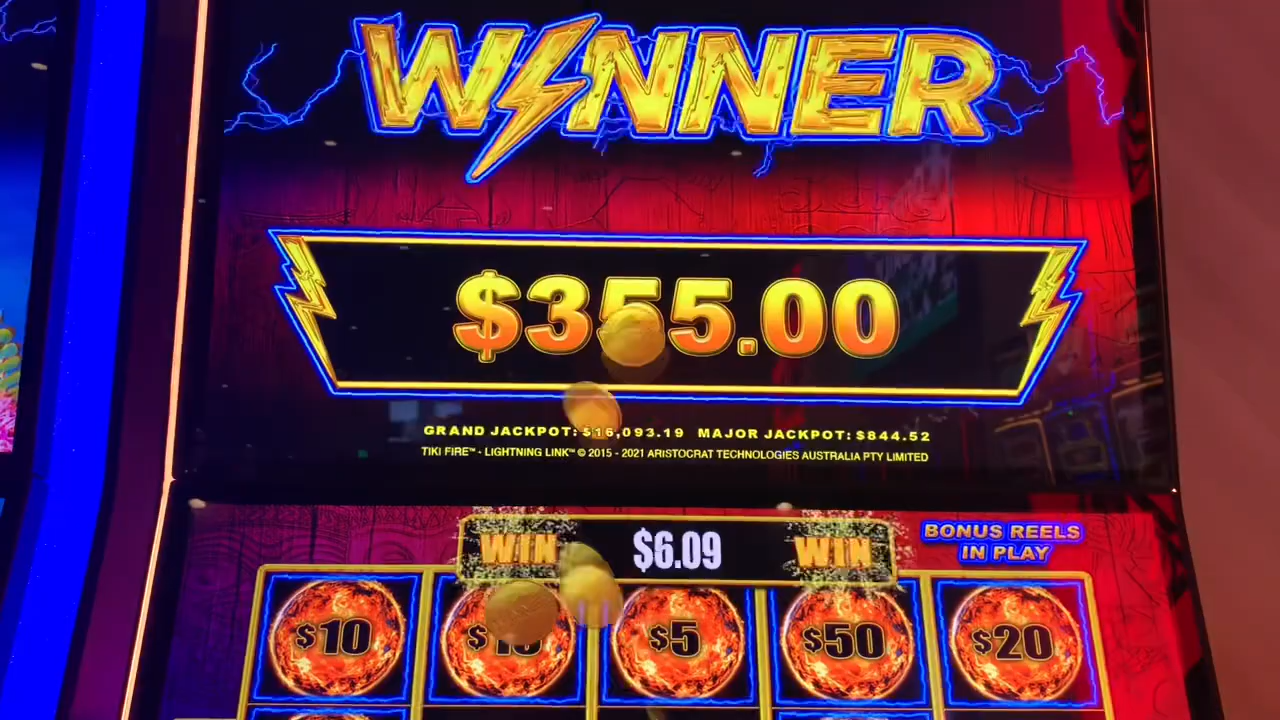 WINNER
$355.00
GRAND JACKPOT: $16,093.19 MAJOR JACKPOT: $844.52
TIKI FIRE™ - LIGHTNING LINK™ © 2015 - 2021 ARISTOCRAT TECHNOLOGIES AUSTRALIA PTY LIMITED
WIN $6.09 WIN
BONUS REELS
IN PLAY
$10 $5 $50 $20